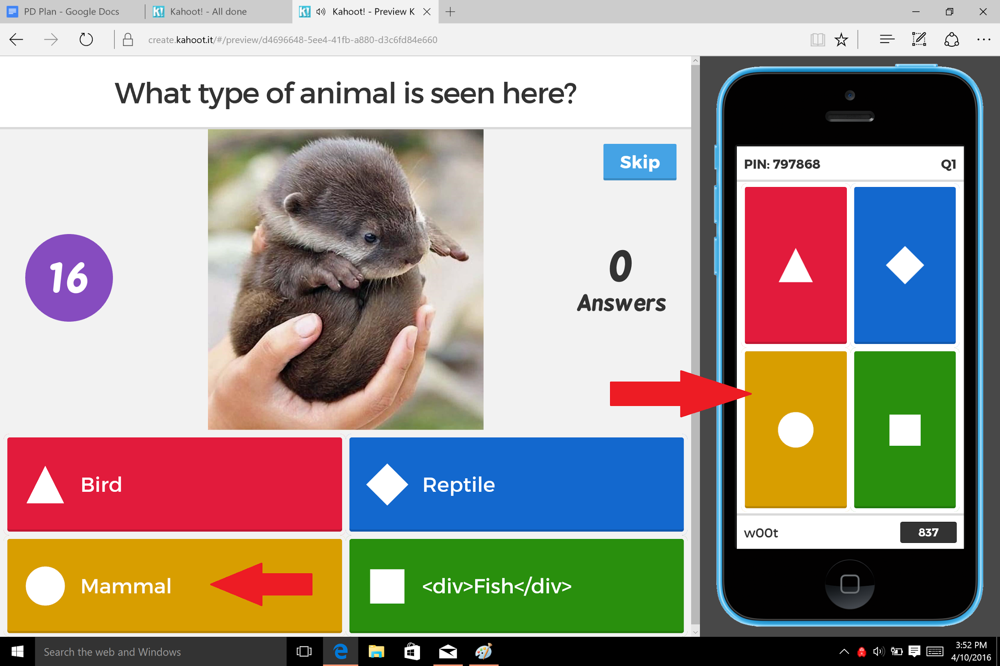 PD Plan - Google Docs
K! Kahoot! - All done
K! Kahoot! - Preview K
create.kahoot.it/#/preview/d4696648-5ee4-41fb-a880-d3c6fd84e660
What type of animal is seen here?
Skip
16
0
Answers
Bird
Reptile
Mammal
<div>Fish</div>
PIN: 797868 Q1
w00t 837
Search the web and Windows
3:52 PM
4/10/2016